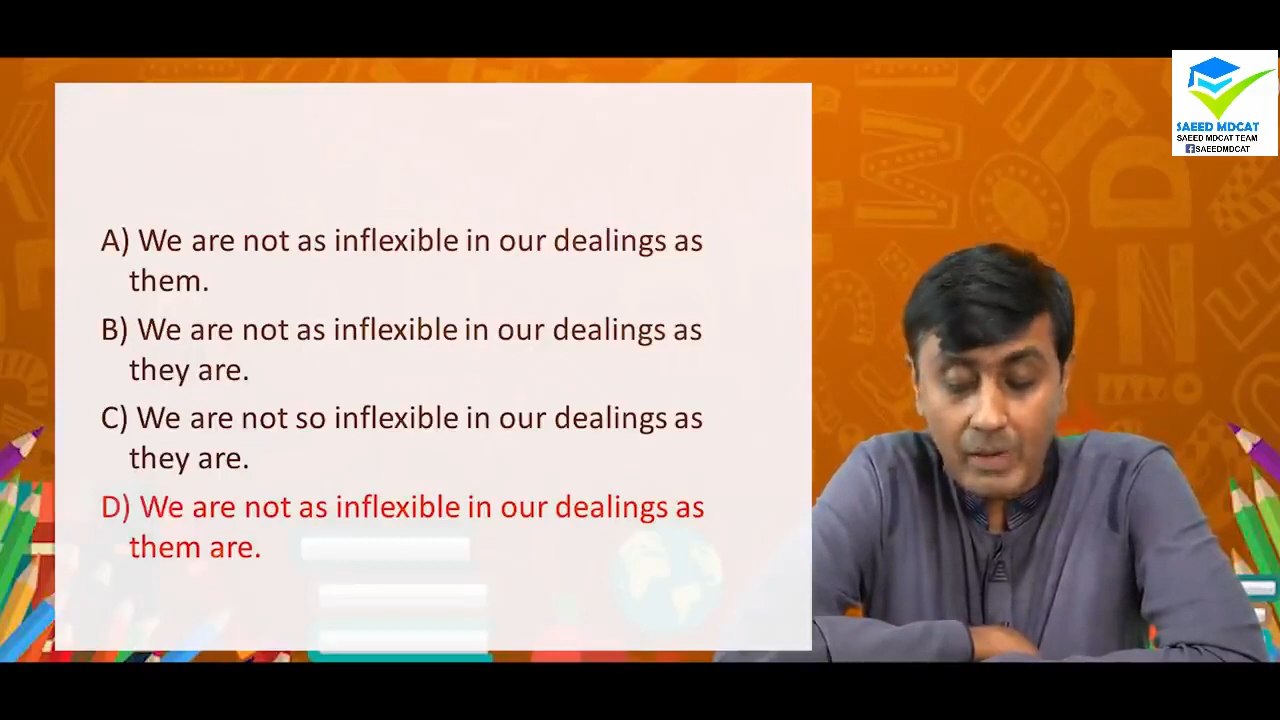 SAEED MDCAT
SAEED MDCAT TEAM
SAEEDMDCAT
A) We are not as inflexible in our dealings as
them.
B) We are not as inflexible in our dealings as
they are.
C) We are not so inflexible in our dealings as
they are.
D) We are not as inflexible in our dealings as
them are.